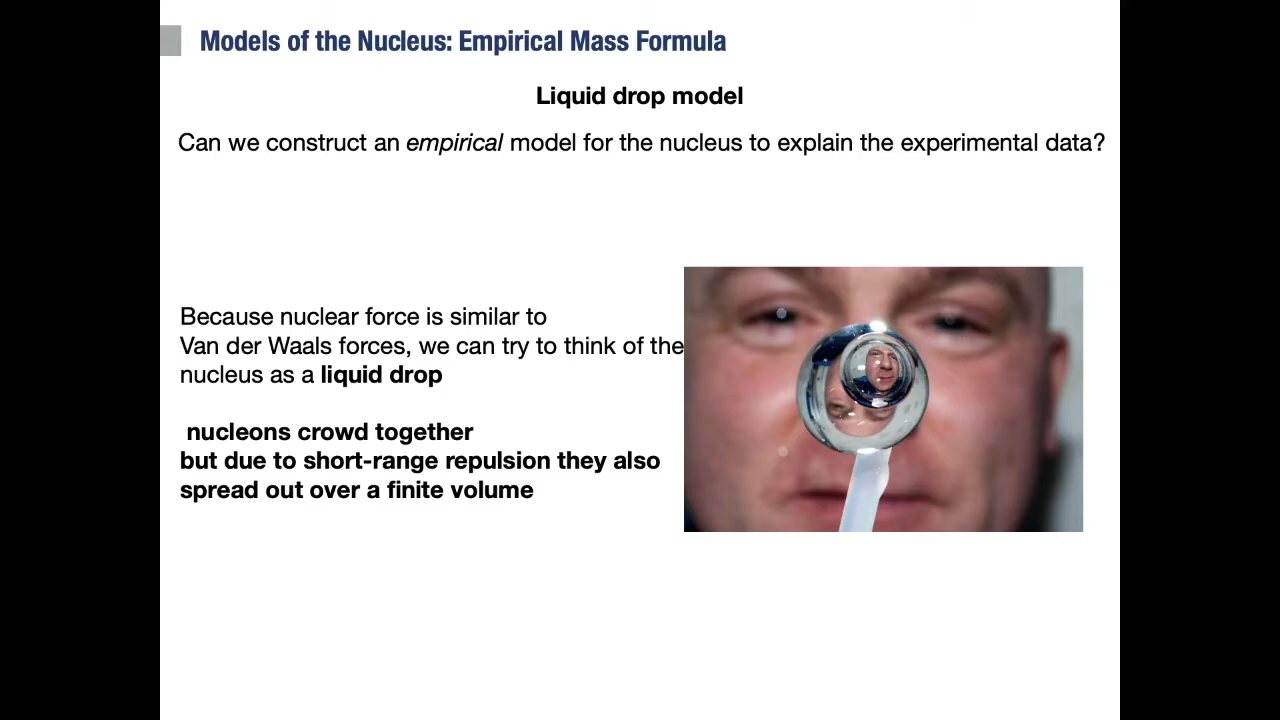 Models of the Nucleus: Empirical Mass Formula
Liquid drop model
Can we construct an empirical model for the nucleus to explain the experimental data?
Because nuclear force is similar to
Van der Waals forces, we can try to think of the
nucleus as a liquid drop
nucleons crowd together
but due to short-range repulsion they also
spread out over a finite volume